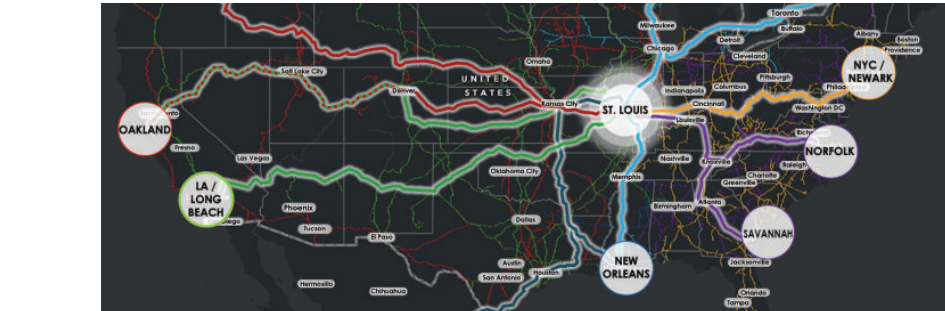 Toronto
Milwaukee
Buffalo
Albany
Detroit
Boston
Chicago
Providence
Cleveland
Omaha
NYC /
NEWARK
Salt Lake City
UNITED
STATES
Pittsburgh
Denver
Indianapolis
Columbus
Kansas City
ST. LOUIS
Cincinnati
Washington DC
OAKLAND
Louisville
Richmond
Fresno
NORFOLK
Las Vegas
Nashville
Knoxville
Raleigh
Oklahoma City
Memphis
Charlotte
Greenville
LA /
LONG
BEACH
Phoenix
Birmingham
Atlanta
Dallas
Tucson
El Paso
SAVANNAH
NEW
ORLEANS
Jacksonville
Austin
Houston
San Antonio
Hermosillo
Chihuahua
Orlando
Tampa